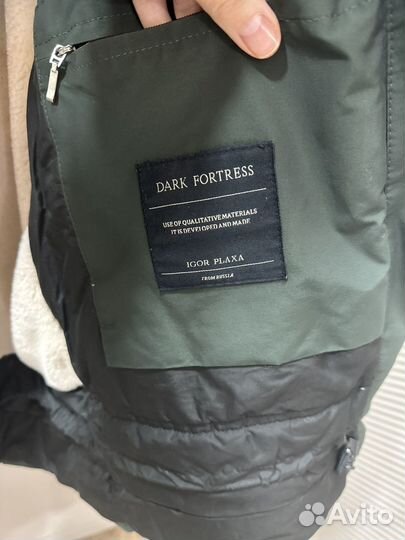 DARK FORTRESS
USE OF QUALITATIVE MATERIALS
IT IS DEVELOPED AND MADE
IGOR PLAXA
FROM RUSSIA
Avito